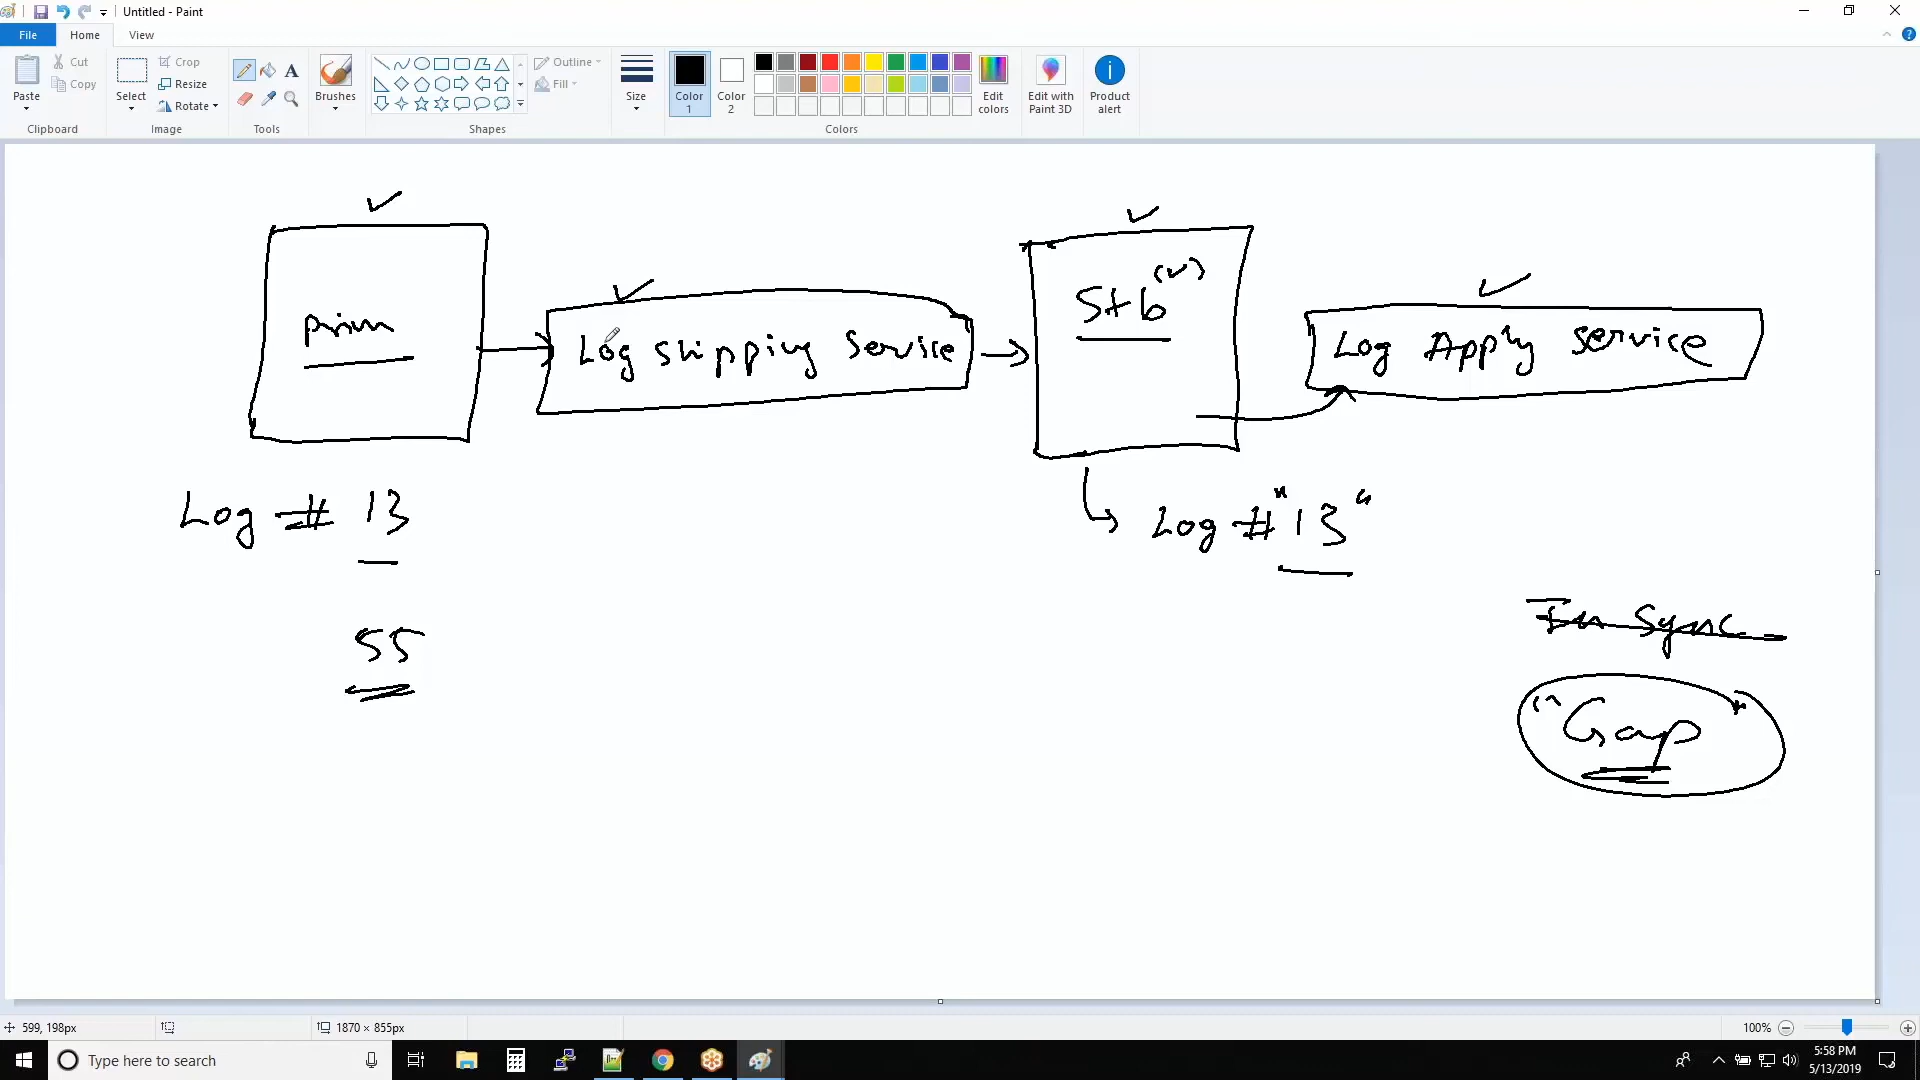 Untitled - Paint
File
Home
View
Paste
Cut
Copy
Clipboard
Select
Crop
Resize
Rotate
Image
Tools
Brushes
Shapes
Outline
Fill
Size
Color 1
Color 2
Edit colors
Colors
Edit with Paint 3D
Product alert
prim
Log Shipping Service
Stb
Log Apply Service
Log # 13
Log # "13"
55
In Sync
"Gap"
599, 198px
1870 × 855px
100%
Type here to search
5:58 PM
5/13/2019